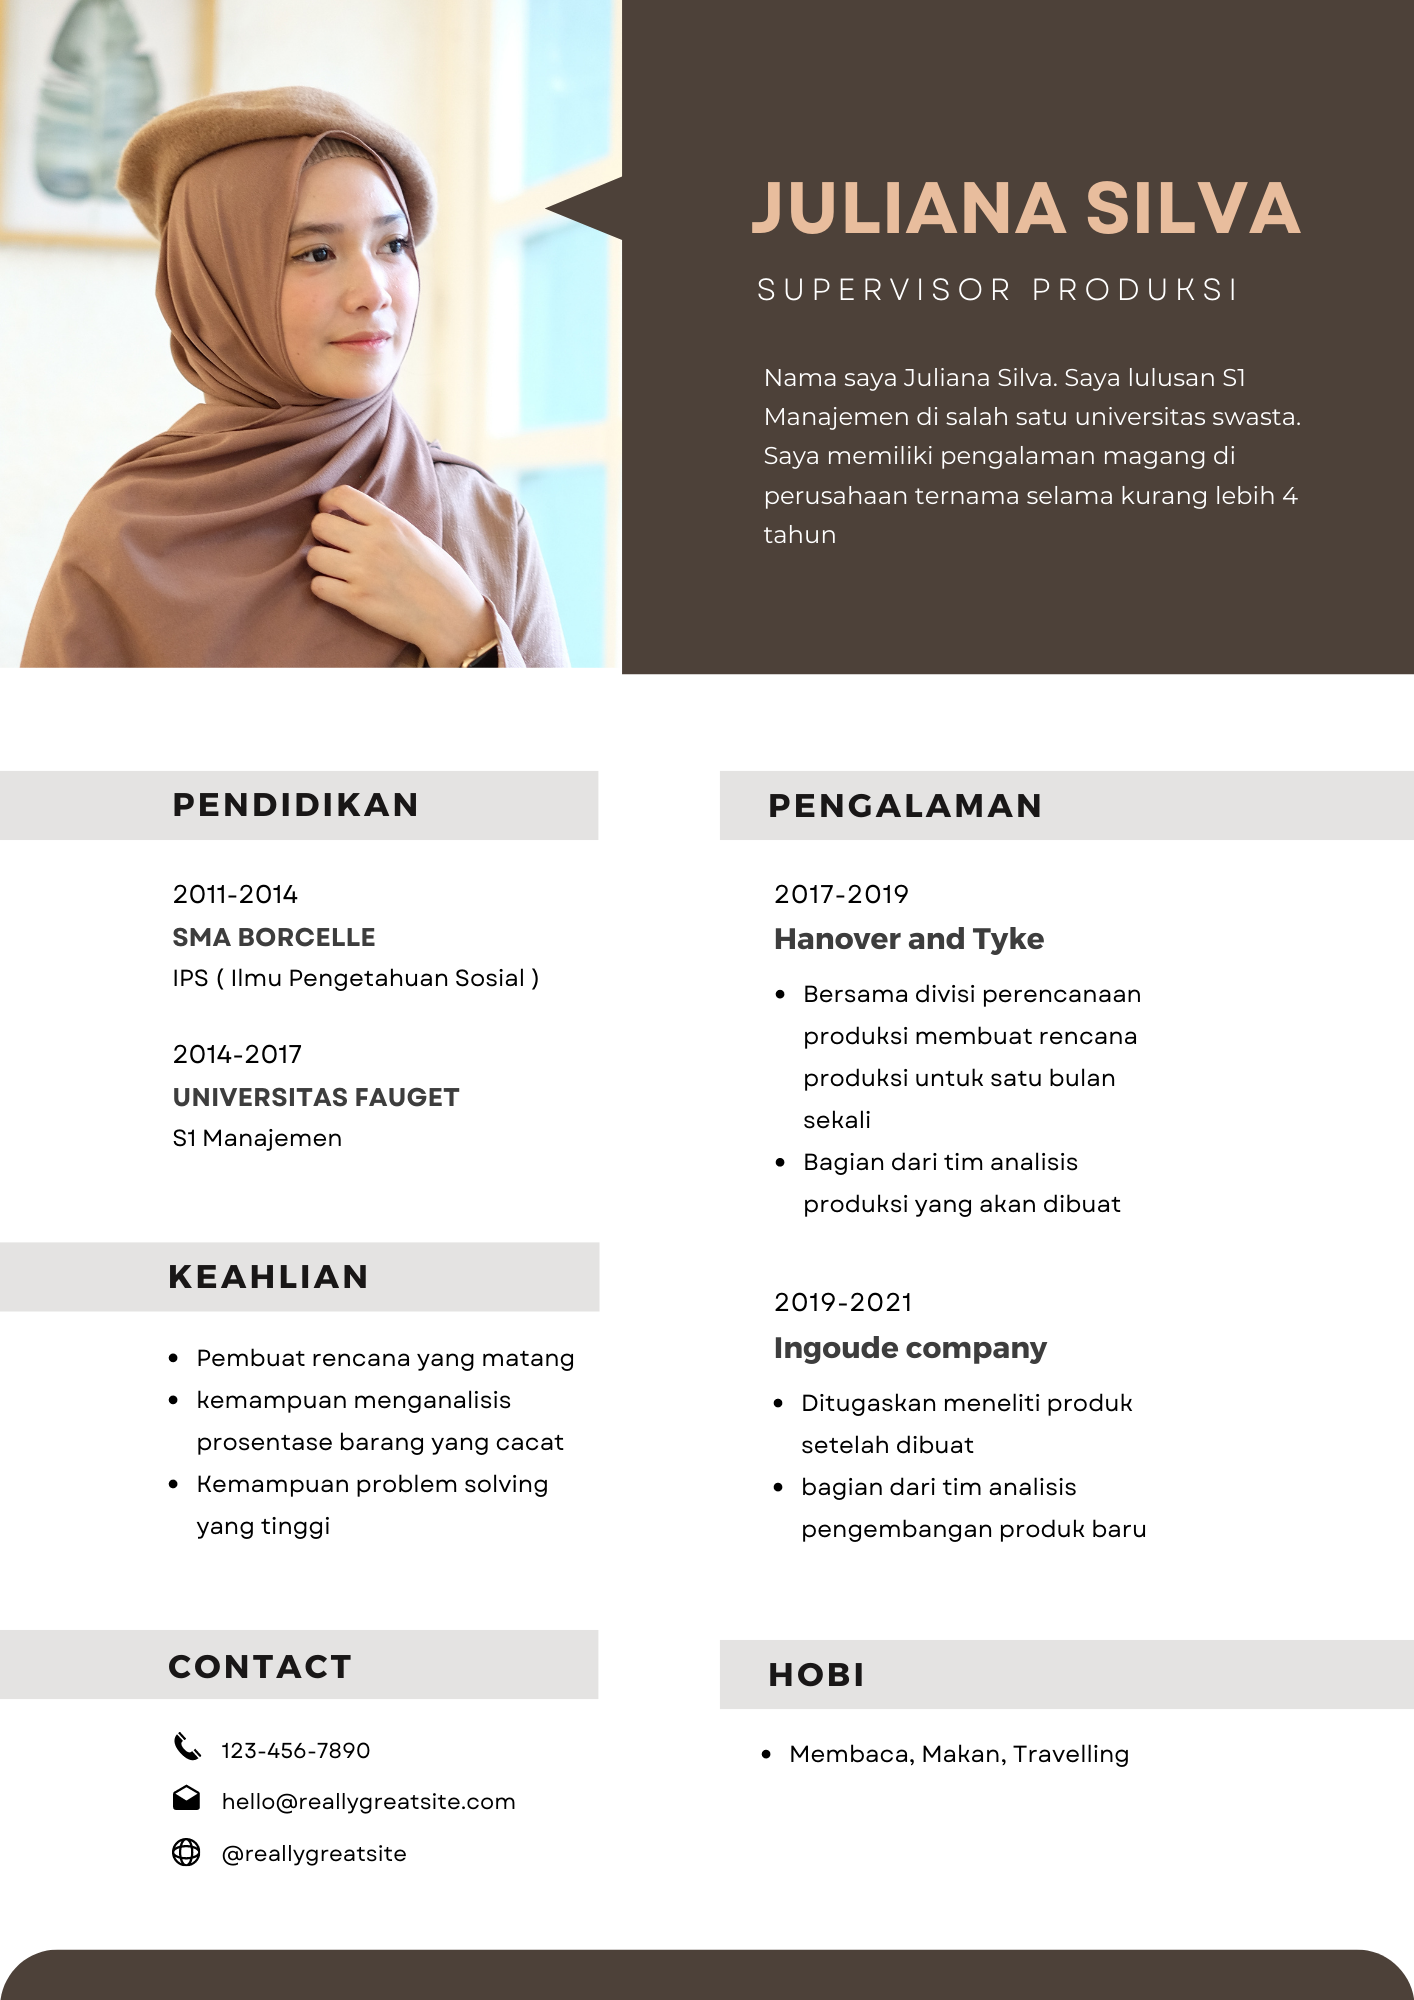 JULIANA SILVA
SUPERVISOR PRODUKSI
Nama saya Juliana Silva. Saya lulusan S1
Manajemen di salah satu universitas swasta.
Saya memiliki pengalaman magang di
perusahaan ternama selama kurang lebih 4
tahun
PENDIDIKAN
2011-2014
SMA BORCELLE
IPS ( Ilmu Pengetahuan Sosial )
2014-2017
UNIVERSITAS FAUGET
S1 Manajemen
KEAHLIAN
• Pembuat rencana yang matang
• kemampuan menganalisis
prosentase barang yang cacat
• Kemampuan problem solving
yang tinggi
CONTACT
123-456-7890
hello@reallygreatsite.com
@reallygreatsite
PENGALAMAN
2017-2019
Hanover and Tyke
• Bersama divisi perencanaan
produksi membuat rencana
produksi untuk satu bulan
sekali
• Bagian dari tim analisis
produksi yang akan dibuat
2019-2021
Ingoude company
• Ditugaskan meneliti produk
setelah dibuat
• bagian dari tim analisis
pengembangan produk baru
HOBI
• Membaca, Makan, Travelling